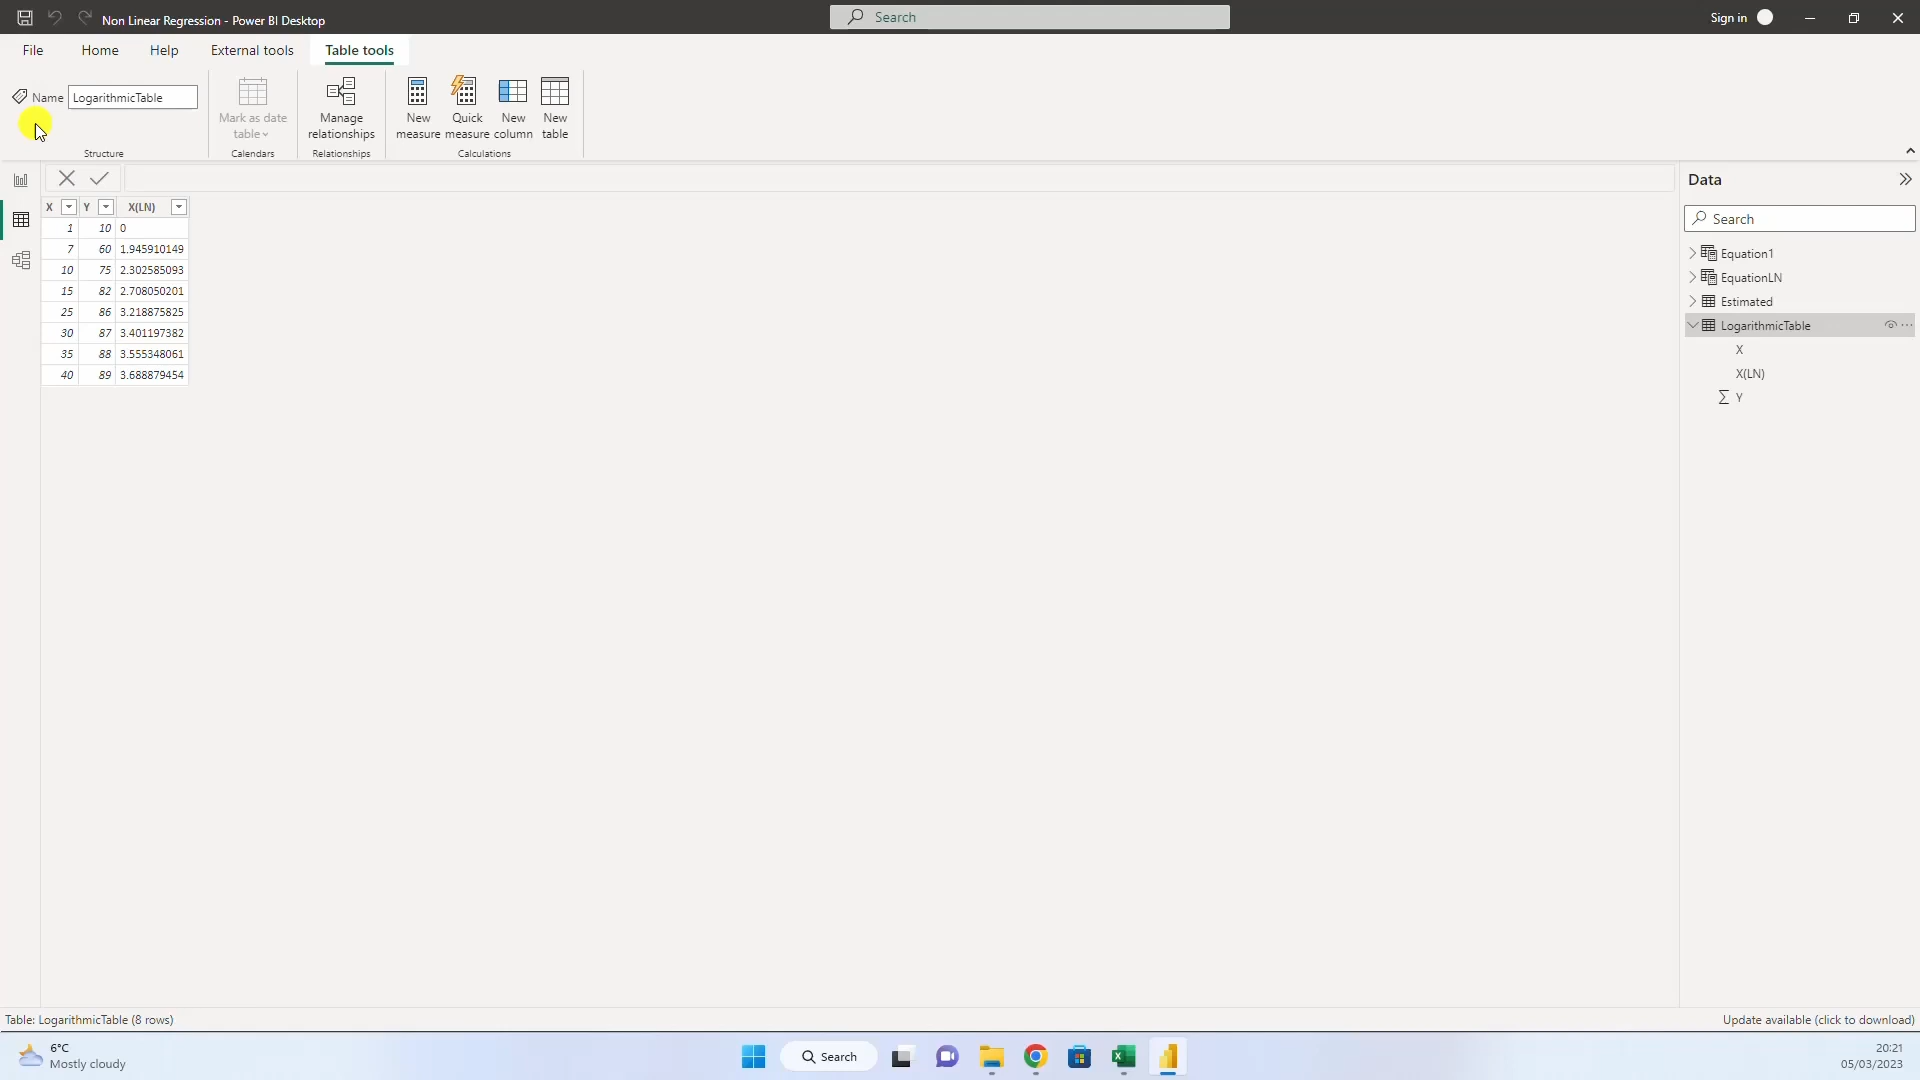 Non Linear Regression - Power BI Desktop
Search
Sign in
File Home Help External tools Table tools
Name LogarithmicTable
Structure
Mark as date
table
Calendars
Manage
relationships
Relationships
New
measure
Quick
measure
New
column
New
table
Calculations
X Y X(LN)
1 10 0
7 60 1.945910149
10 75 2.302585093
15 82 2.708050201
25 86 3.218875825
30 87 3.401197382
35 88 3.555348061
40 89 3.688879454
Data
Search
Equation1
EquationLN
Estimated
LogarithmicTable
X
X(LN)
∑ Y
Table: LogarithmicTable (8 rows)
Update available (click to download)
6°C
Mostly cloudy
Search
20:21
05/03/2023